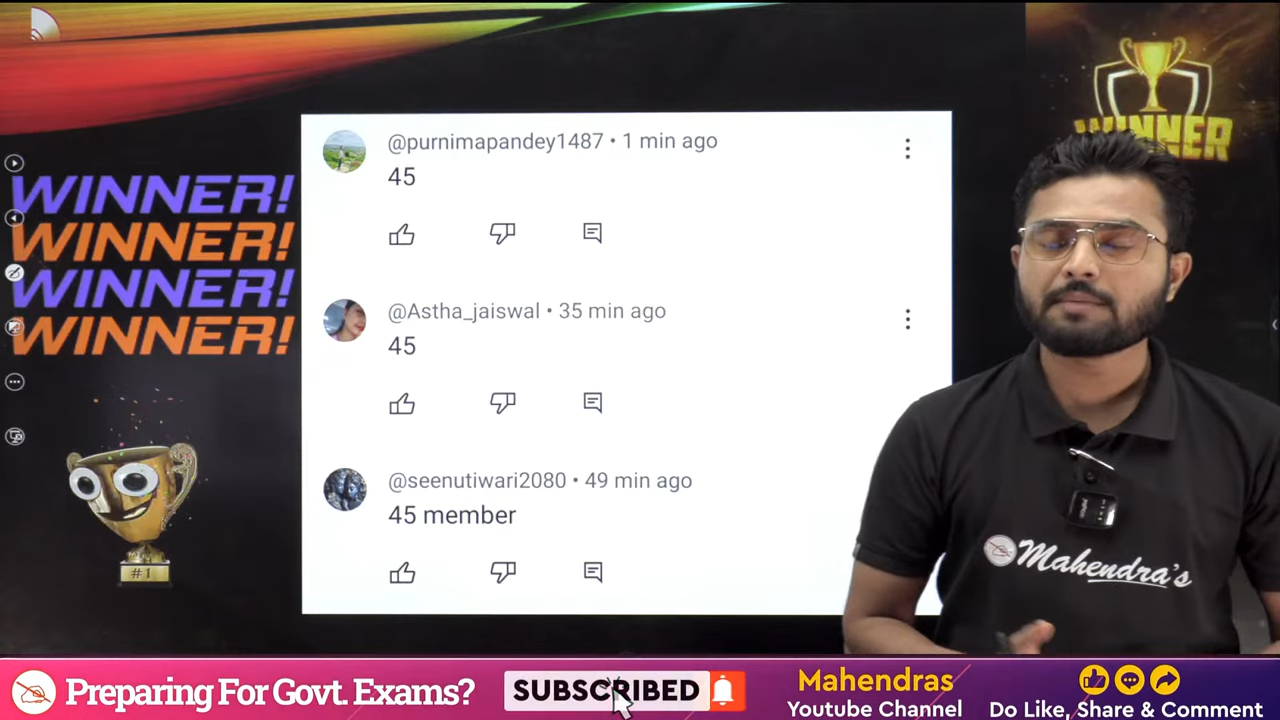 WINNER
WINNER!
WINNER!
WINNER!
WINNER!
#1
@purnimapandey1487 • 1 min ago
45
@Astha_jaiswal • 35 min ago
45
@seenutiwari2080 • 49 min ago
45 member
Mahendra's
Preparing For Govt. Exams?
SUBSCRIBED
Mahendras
Youtube Channel
Do Like, Share & Comment